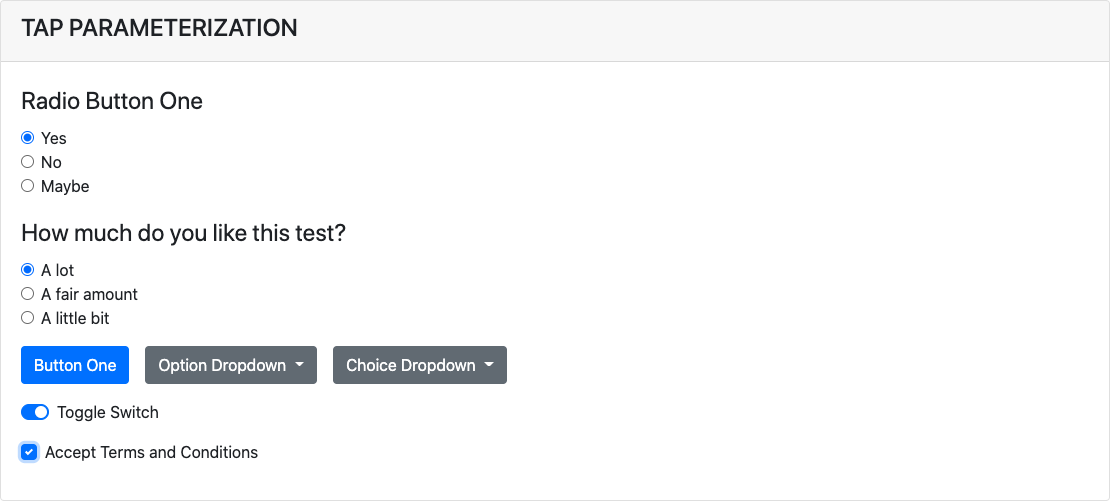 TAP PARAMETERIZATION
Radio Button One
Yes
No
Maybe
How much do you like this test?
A lot
A fair amount
A little bit
Button One Option Dropdown Choice Dropdown
Toggle Switch
Accept Terms and Conditions